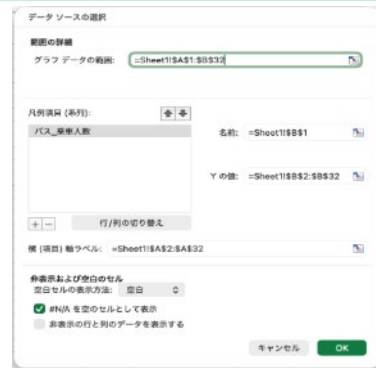 データ ソースの選択
範囲の詳細
グラフ データの範囲: =Sheet1!$A$1:$B$32
凡例項目 (系列):
バス_乗車人数
名前: =Sheet1!$B$1
Y の値: =Sheet1!$B$2:$B$32
+ − 行/列の切り替え
横 (項目) 軸ラベル: =Sheet1!$A$2:$A$32
非表示および空白のセル
空白セルの表示方法: 空白
#N/A を空のセルとして表示
非表示の行と列のデータを表示する
キャンセル OK